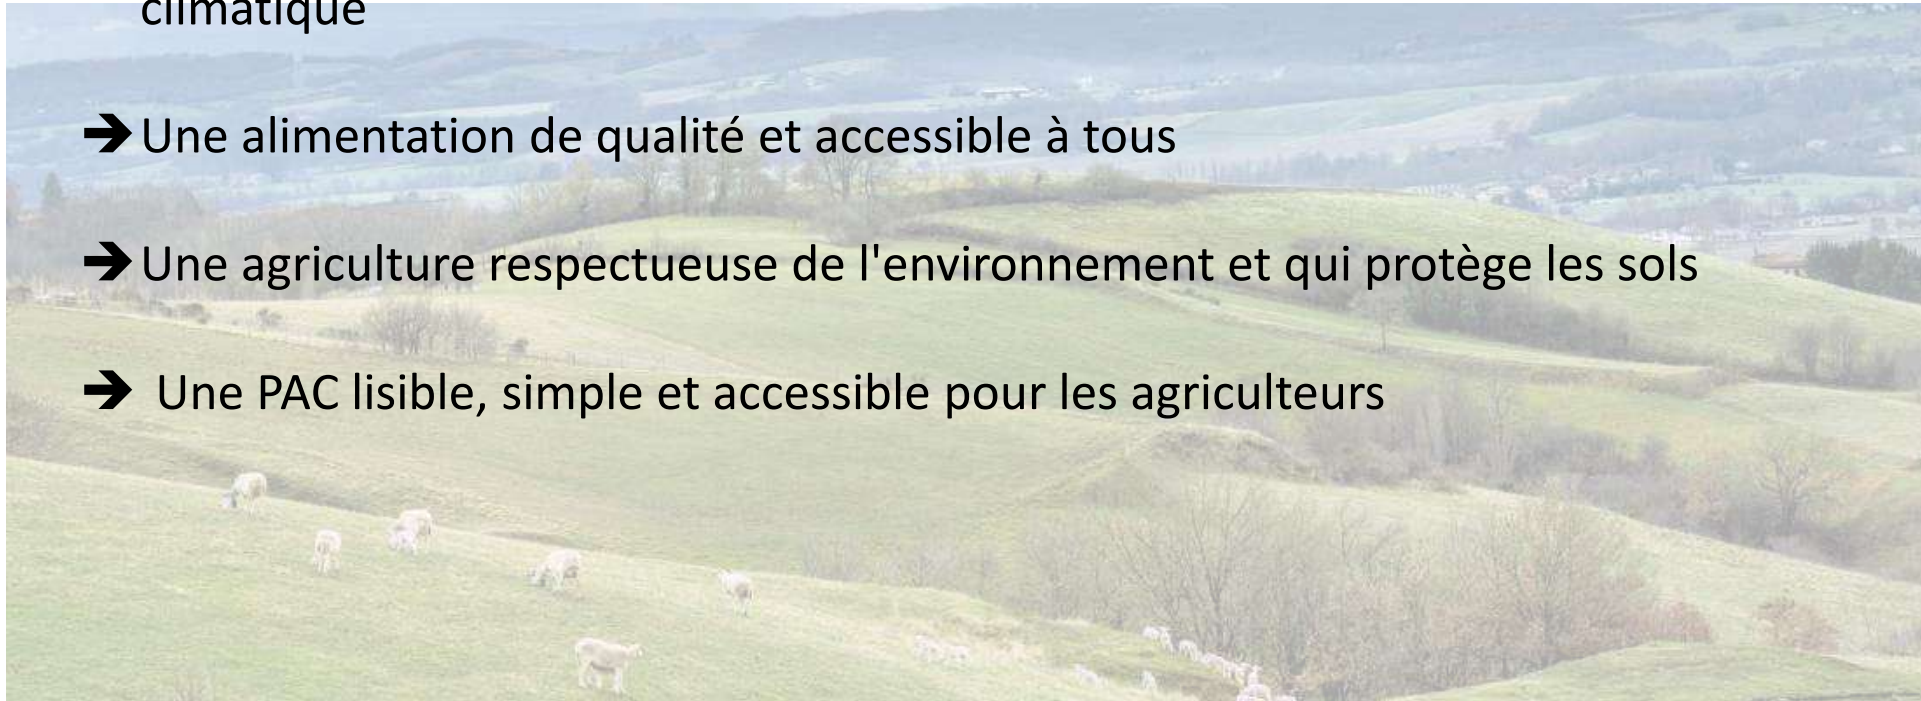 climatique
➔ Une alimentation de qualité et accessible à tous
➔ Une agriculture respectueuse de l'environnement et qui protège les sols
➔ Une PAC lisible, simple et accessible pour les agriculteurs